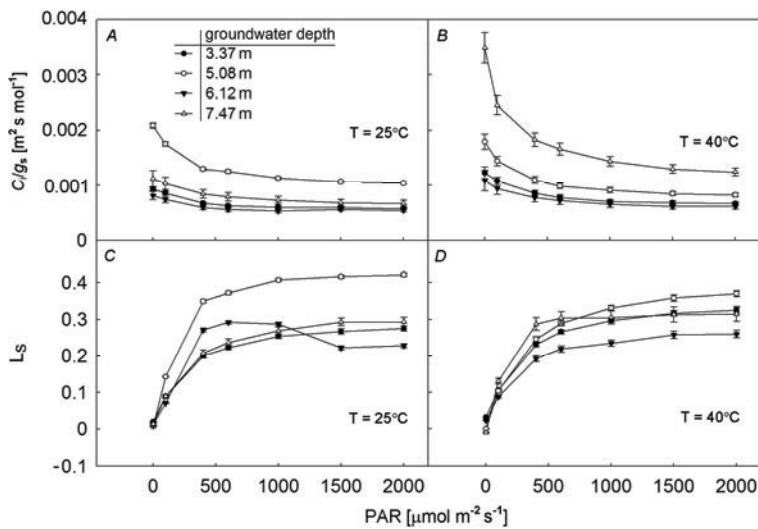 0.004
A
groundwater depth
3.37 m
5.08 m
6.12 m
7.47 m
B
0.003
0.002
0.001
0
Ci/gs [m² s mol⁻¹]
T = 25°C
T = 40°C
C
D
0.4
0.3
0.2
0.1
0
-0.1
LS
T = 25°C
T = 40°C
0 500 1000 1500 2000 0 500 1000 1500 2000
PAR [μmol m⁻² s⁻¹]